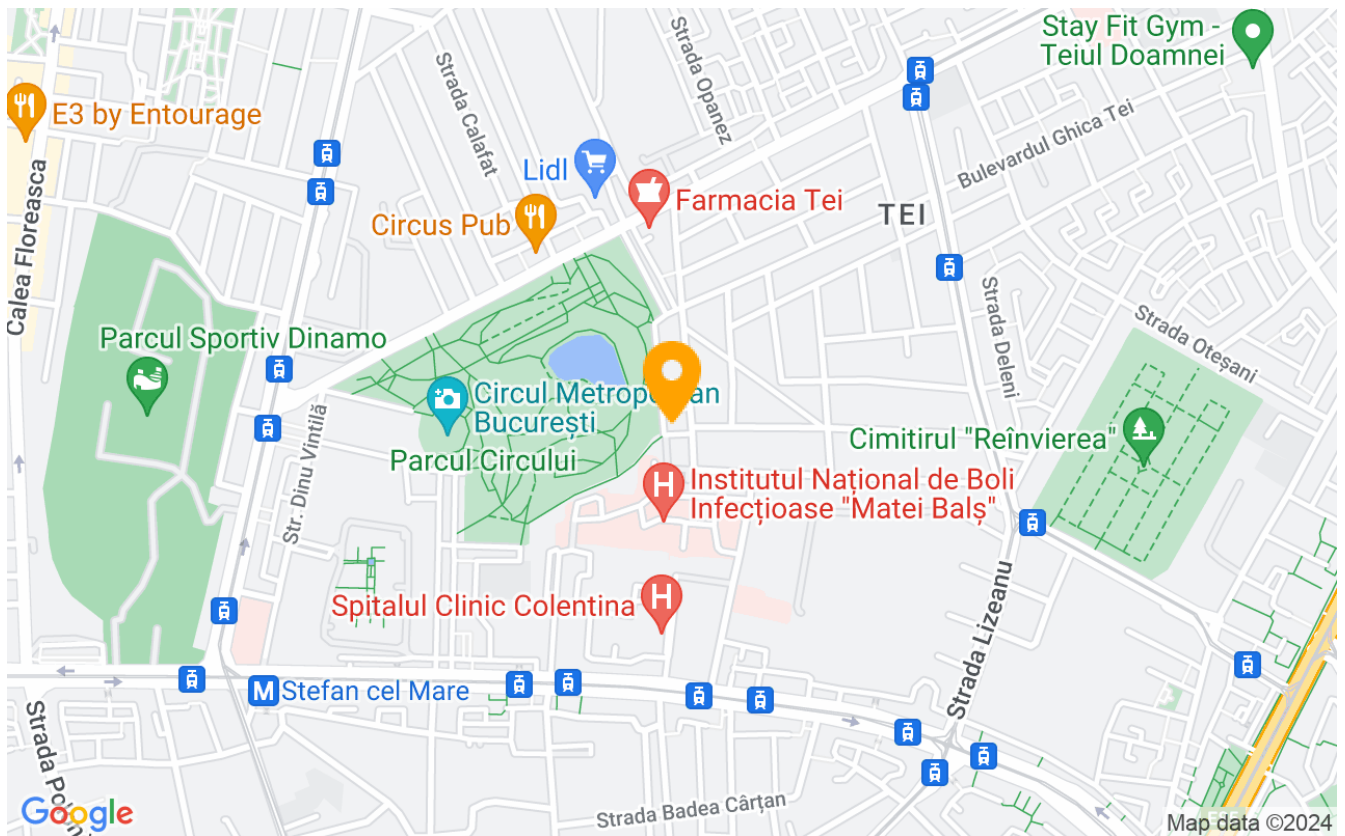 Stay Fit Gym -
Teiul Doamnei
Strada Opanez
Strada Calafat
E3 by Entourage
Bulevardul Ghica Tei
Lidl
Farmacia Tei
TEI
Circus Pub
Calea Floreasca
Strada Deleni
Strada Oteșani
Parcul Sportiv Dinamo
Circul Metropo
an
București
Str. Dinu Vintilă
Cimitirul "Reînvierea"
Parcul Circului
H
Institutul Național de Boli
Infecțioase "Matei Balș"
Spitalul Clinic Colentina
H
Strada Lizeanu
M
Stefan cel Mare
Strada
Google
Strada Badea Cârțan
Map data ©2024